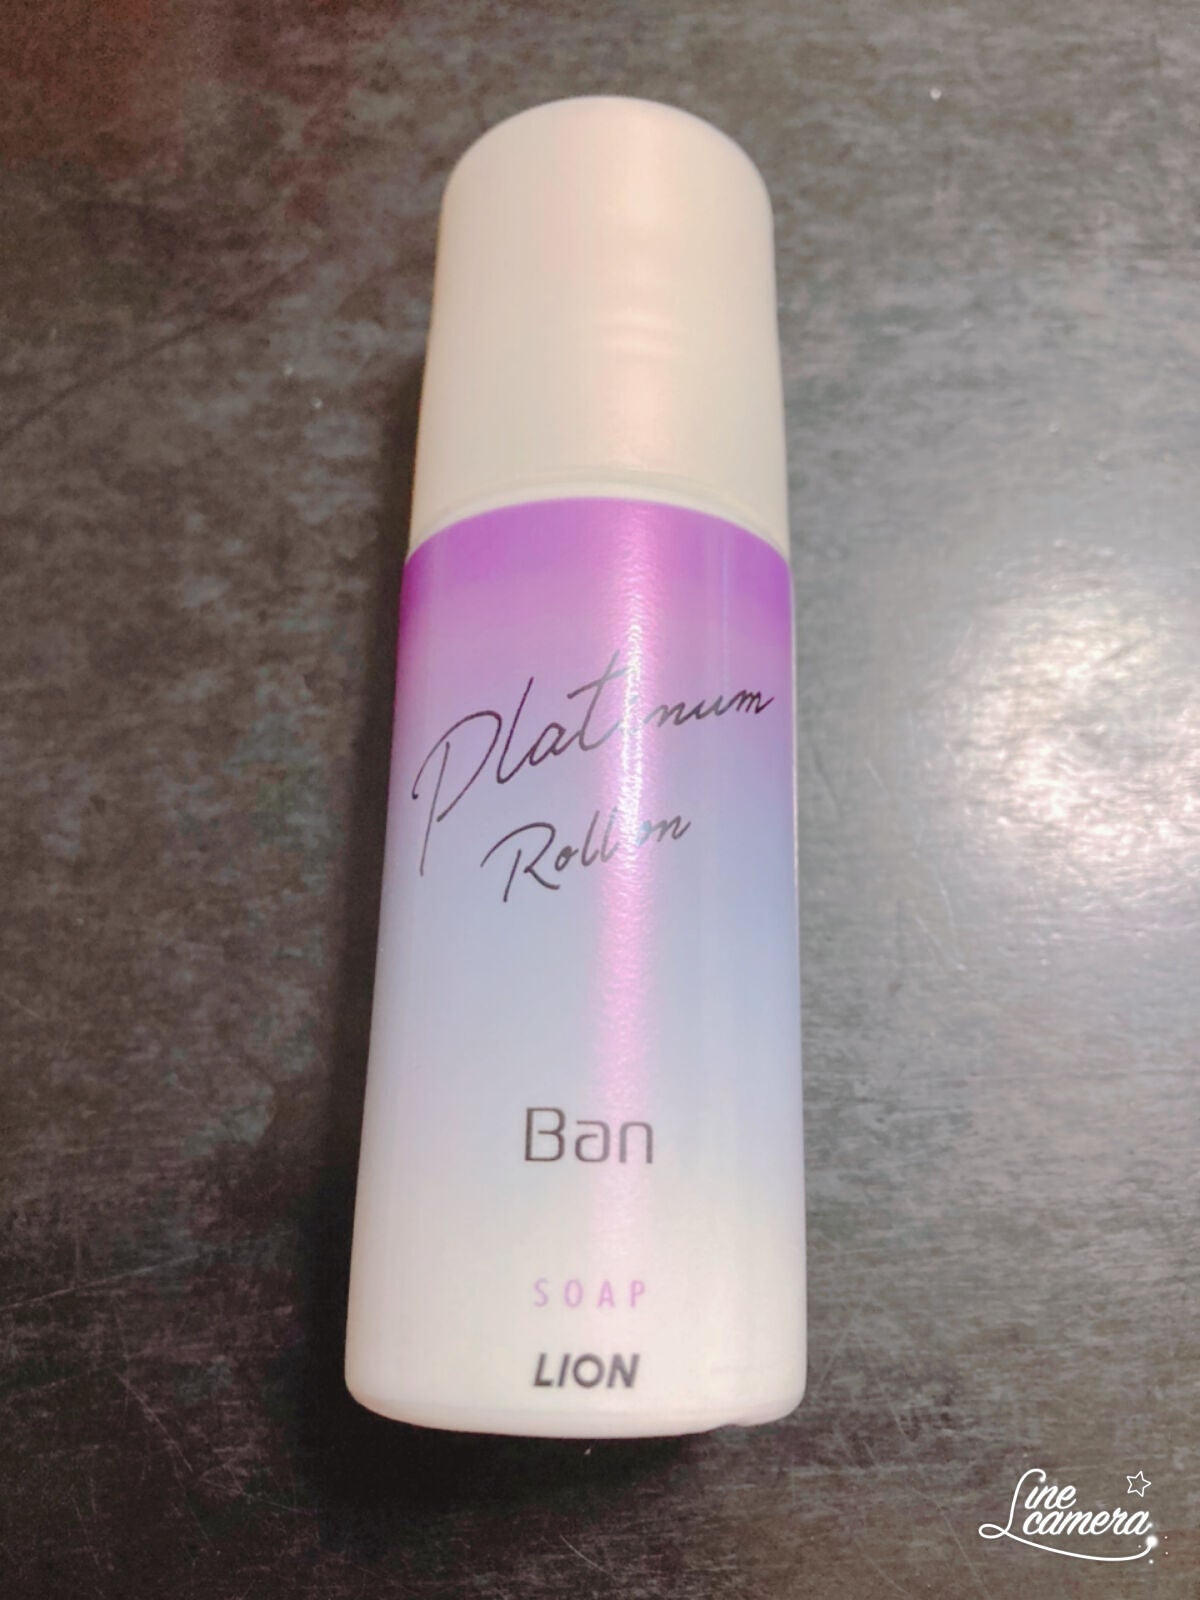 Platinum
Roll on
Ban
SOAP
LION
Line
camera